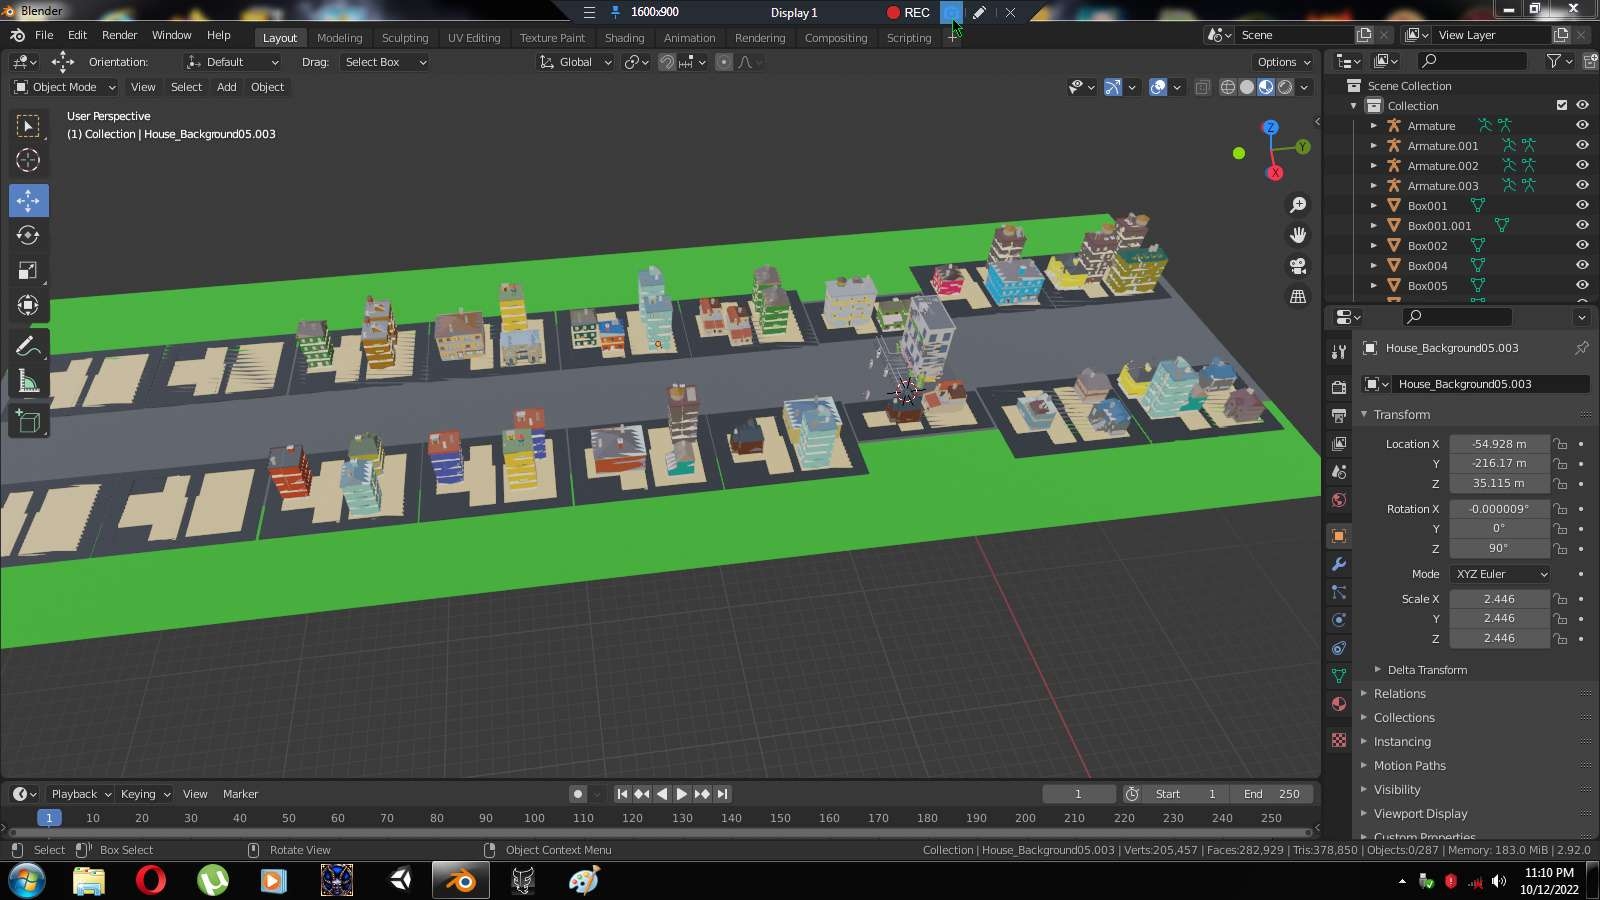 Blender
1600x900 Display 1 REC
File Edit Render Window Help
Layout Modeling Sculpting UV Editing Texture Paint Shading Animation Rendering Compositing Scripting +
Scene View Layer
Orientation: Default Drag: Select Box Global Options
Object Mode View Select Add Object
User Perspective
(1) Collection | House_Background05.003
Z
Y
X
Scene Collection
Collection
Armature
Armature.001
Armature.002
Armature.003
Box001
Box001.001
Box002
Box004
Box005
House_Background05.003
House_Background05.003
Transform
Location X -54.928 m
Y -216.17 m
Z 35.115 m
Rotation X -0.000009°
Y 0°
Z 90°
Mode XYZ Euler
Scale X 2.446
Y 2.446
Z 2.446
Delta Transform
Relations
Collections
Instancing
Motion Paths
Visibility
Viewport Display
Custom Properties
Playback Keying View Marker 1 Start 1 End 250
1 10 20 30 40 50 60 70 80 90 100 110 120 130 140 150 160 170 180 190 200 210 220 230 240 250
Select Box Select Rotate View Object Context Menu
Collection | House_Background05.003 | Verts:205,457 | Faces:282,929 | Tris:378,850 | Objects:0/287 | Memory: 183.0 MiB | 2.92.0
11:10 PM
10/12/2022